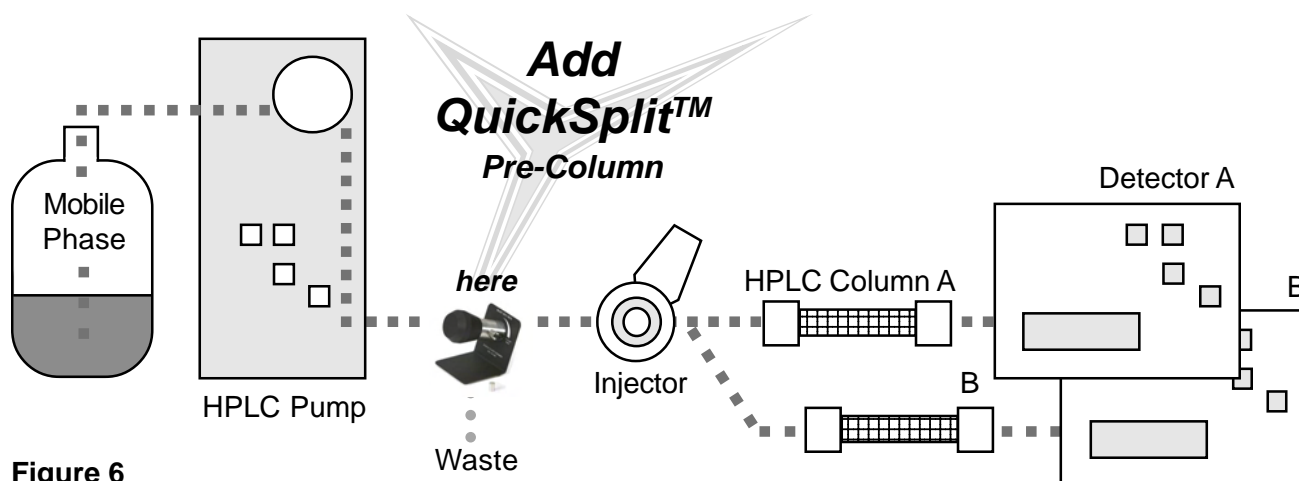 Add
QuickSplit™
Pre-Column
here
Mobile
Phase
HPLC Pump
Waste
Injector
HPLC Column A
B
Detector A
B
Figure 6